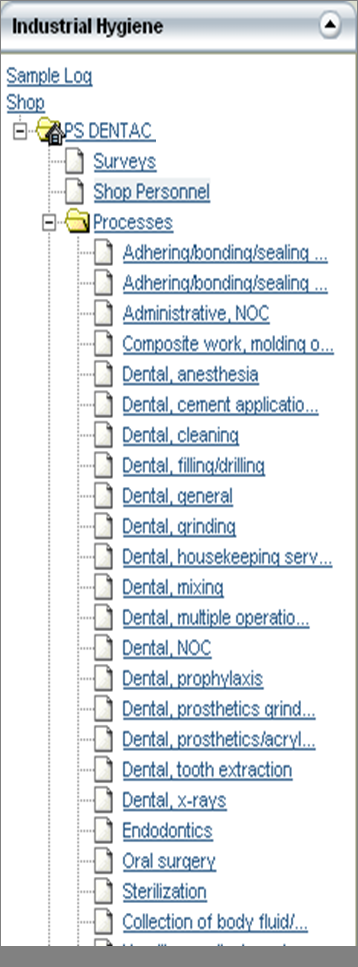 Industrial Hygiene
Sample Log
Shop
PS DENTAC
Surveys
Shop Personnel
Processes
Adhering/bonding/sealing ...
Adhering/bonding/sealing ...
Administrative, NOC
Composite work, molding o...
Dental, anesthesia
Dental, cement applicatio...
Dental, cleaning
Dental, filling/drilling
Dental, general
Dental, grinding
Dental, housekeeping serv...
Dental, mixing
Dental, multiple operatio...
Dental, NOC
Dental, prophylaxis
Dental, prosthetics grind...
Dental, prosthetics/acryl...
Dental, tooth extraction
Dental, x-rays
Endodontics
Oral surgery
Sterilization
Collection of body fluid/...